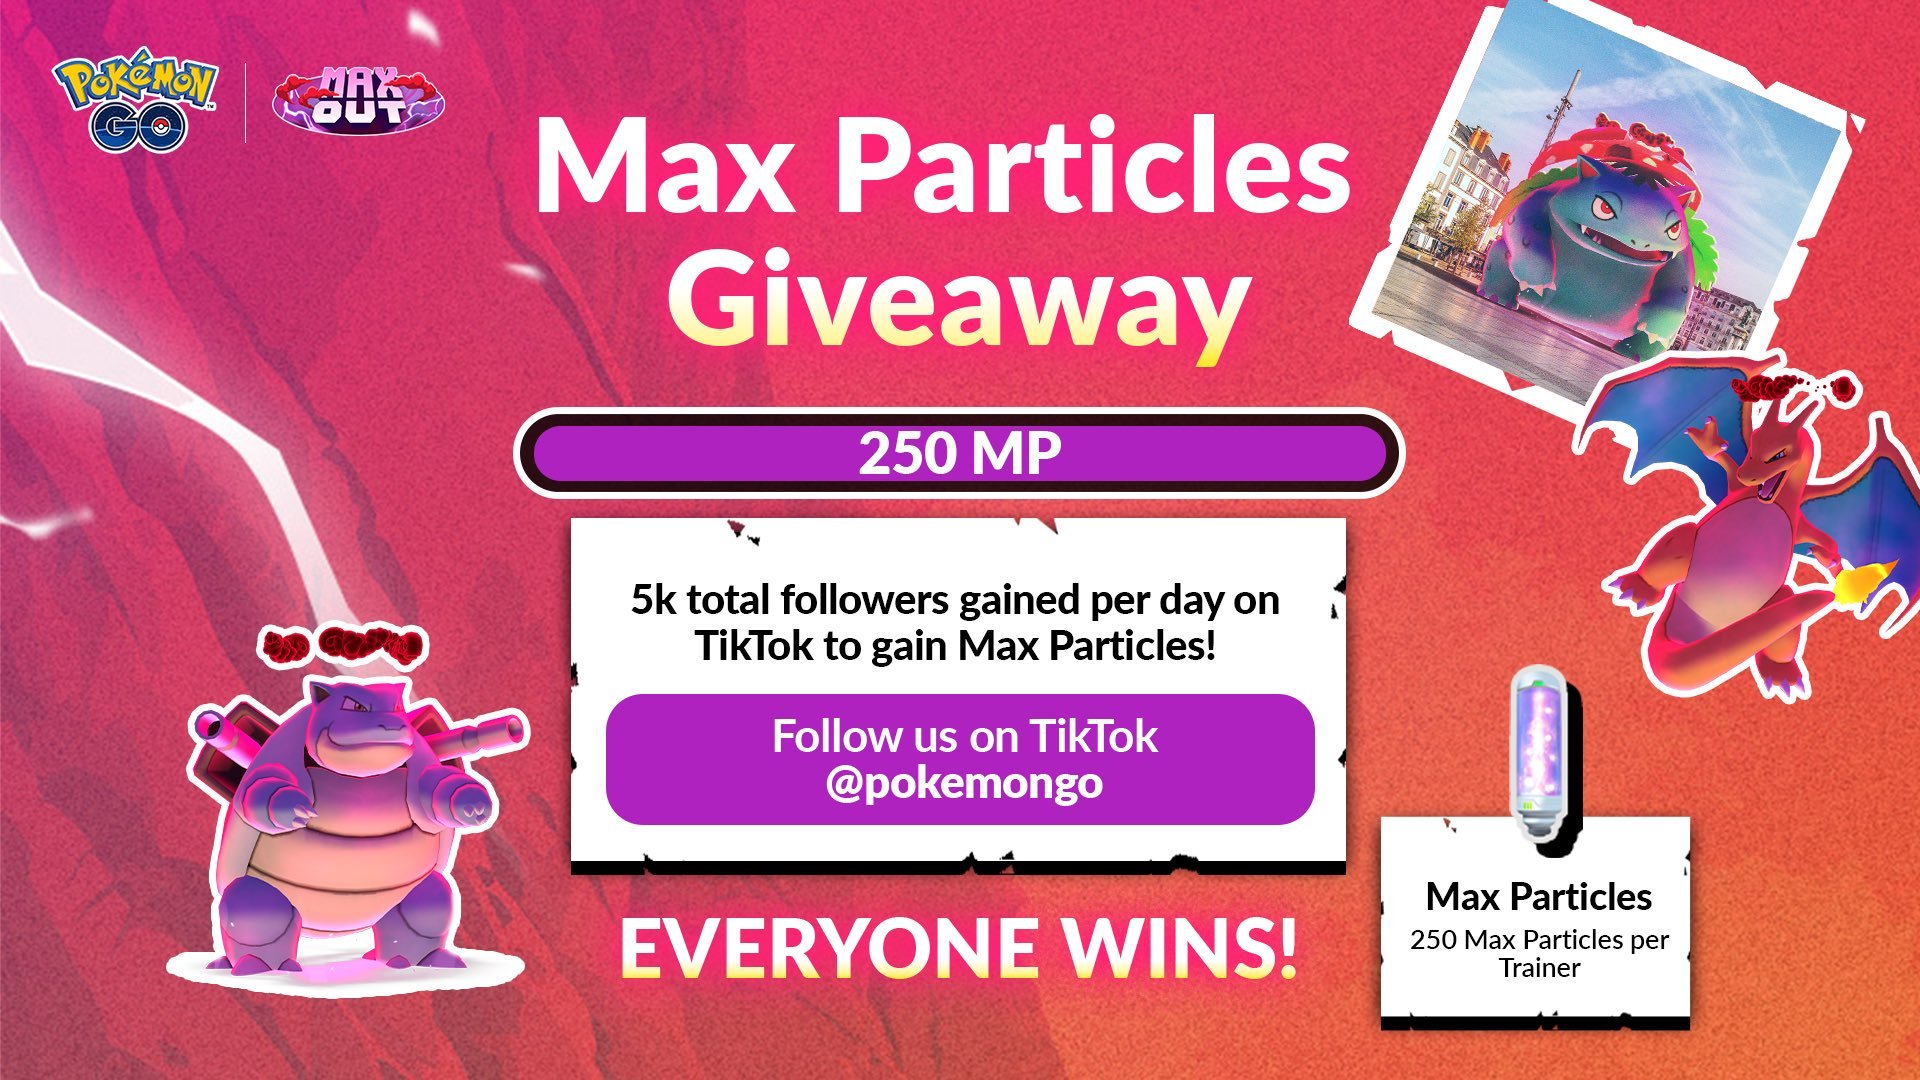 POKÉMON
GO
MAX
OUT
Max Particles
Giveaway
250 MP
5k total followers gained per day on
TikTok to gain Max Particles!
Follow us on TikTok
@pokemongo
EVERYONE WINS!
Max Particles
250 Max Particles per
Trainer